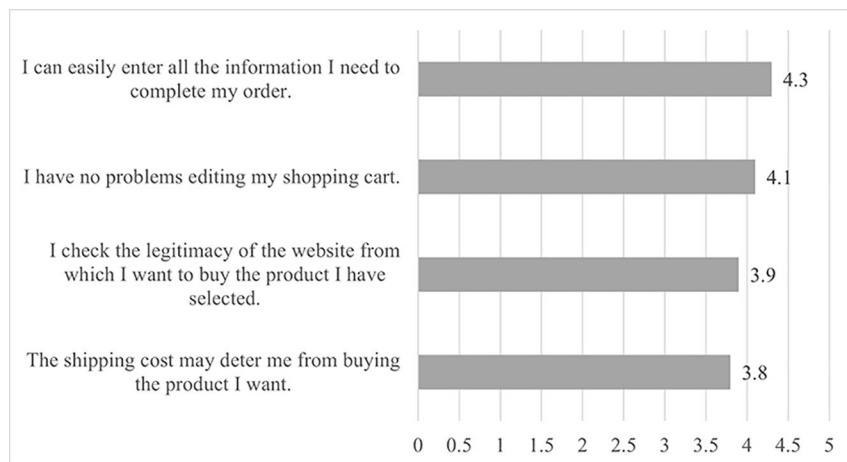 I can easily enter all the information I need to
complete my order.
4.3
I have no problems editing my shopping cart.
4.1
I check the legitimacy of the website from
which I want to buy the product I have
selected.
3.9
The shipping cost may deter me from buying
the product I want.
3.8
0 0.5 1 1.5 2 2.5 3 3.5 4 4.5 5